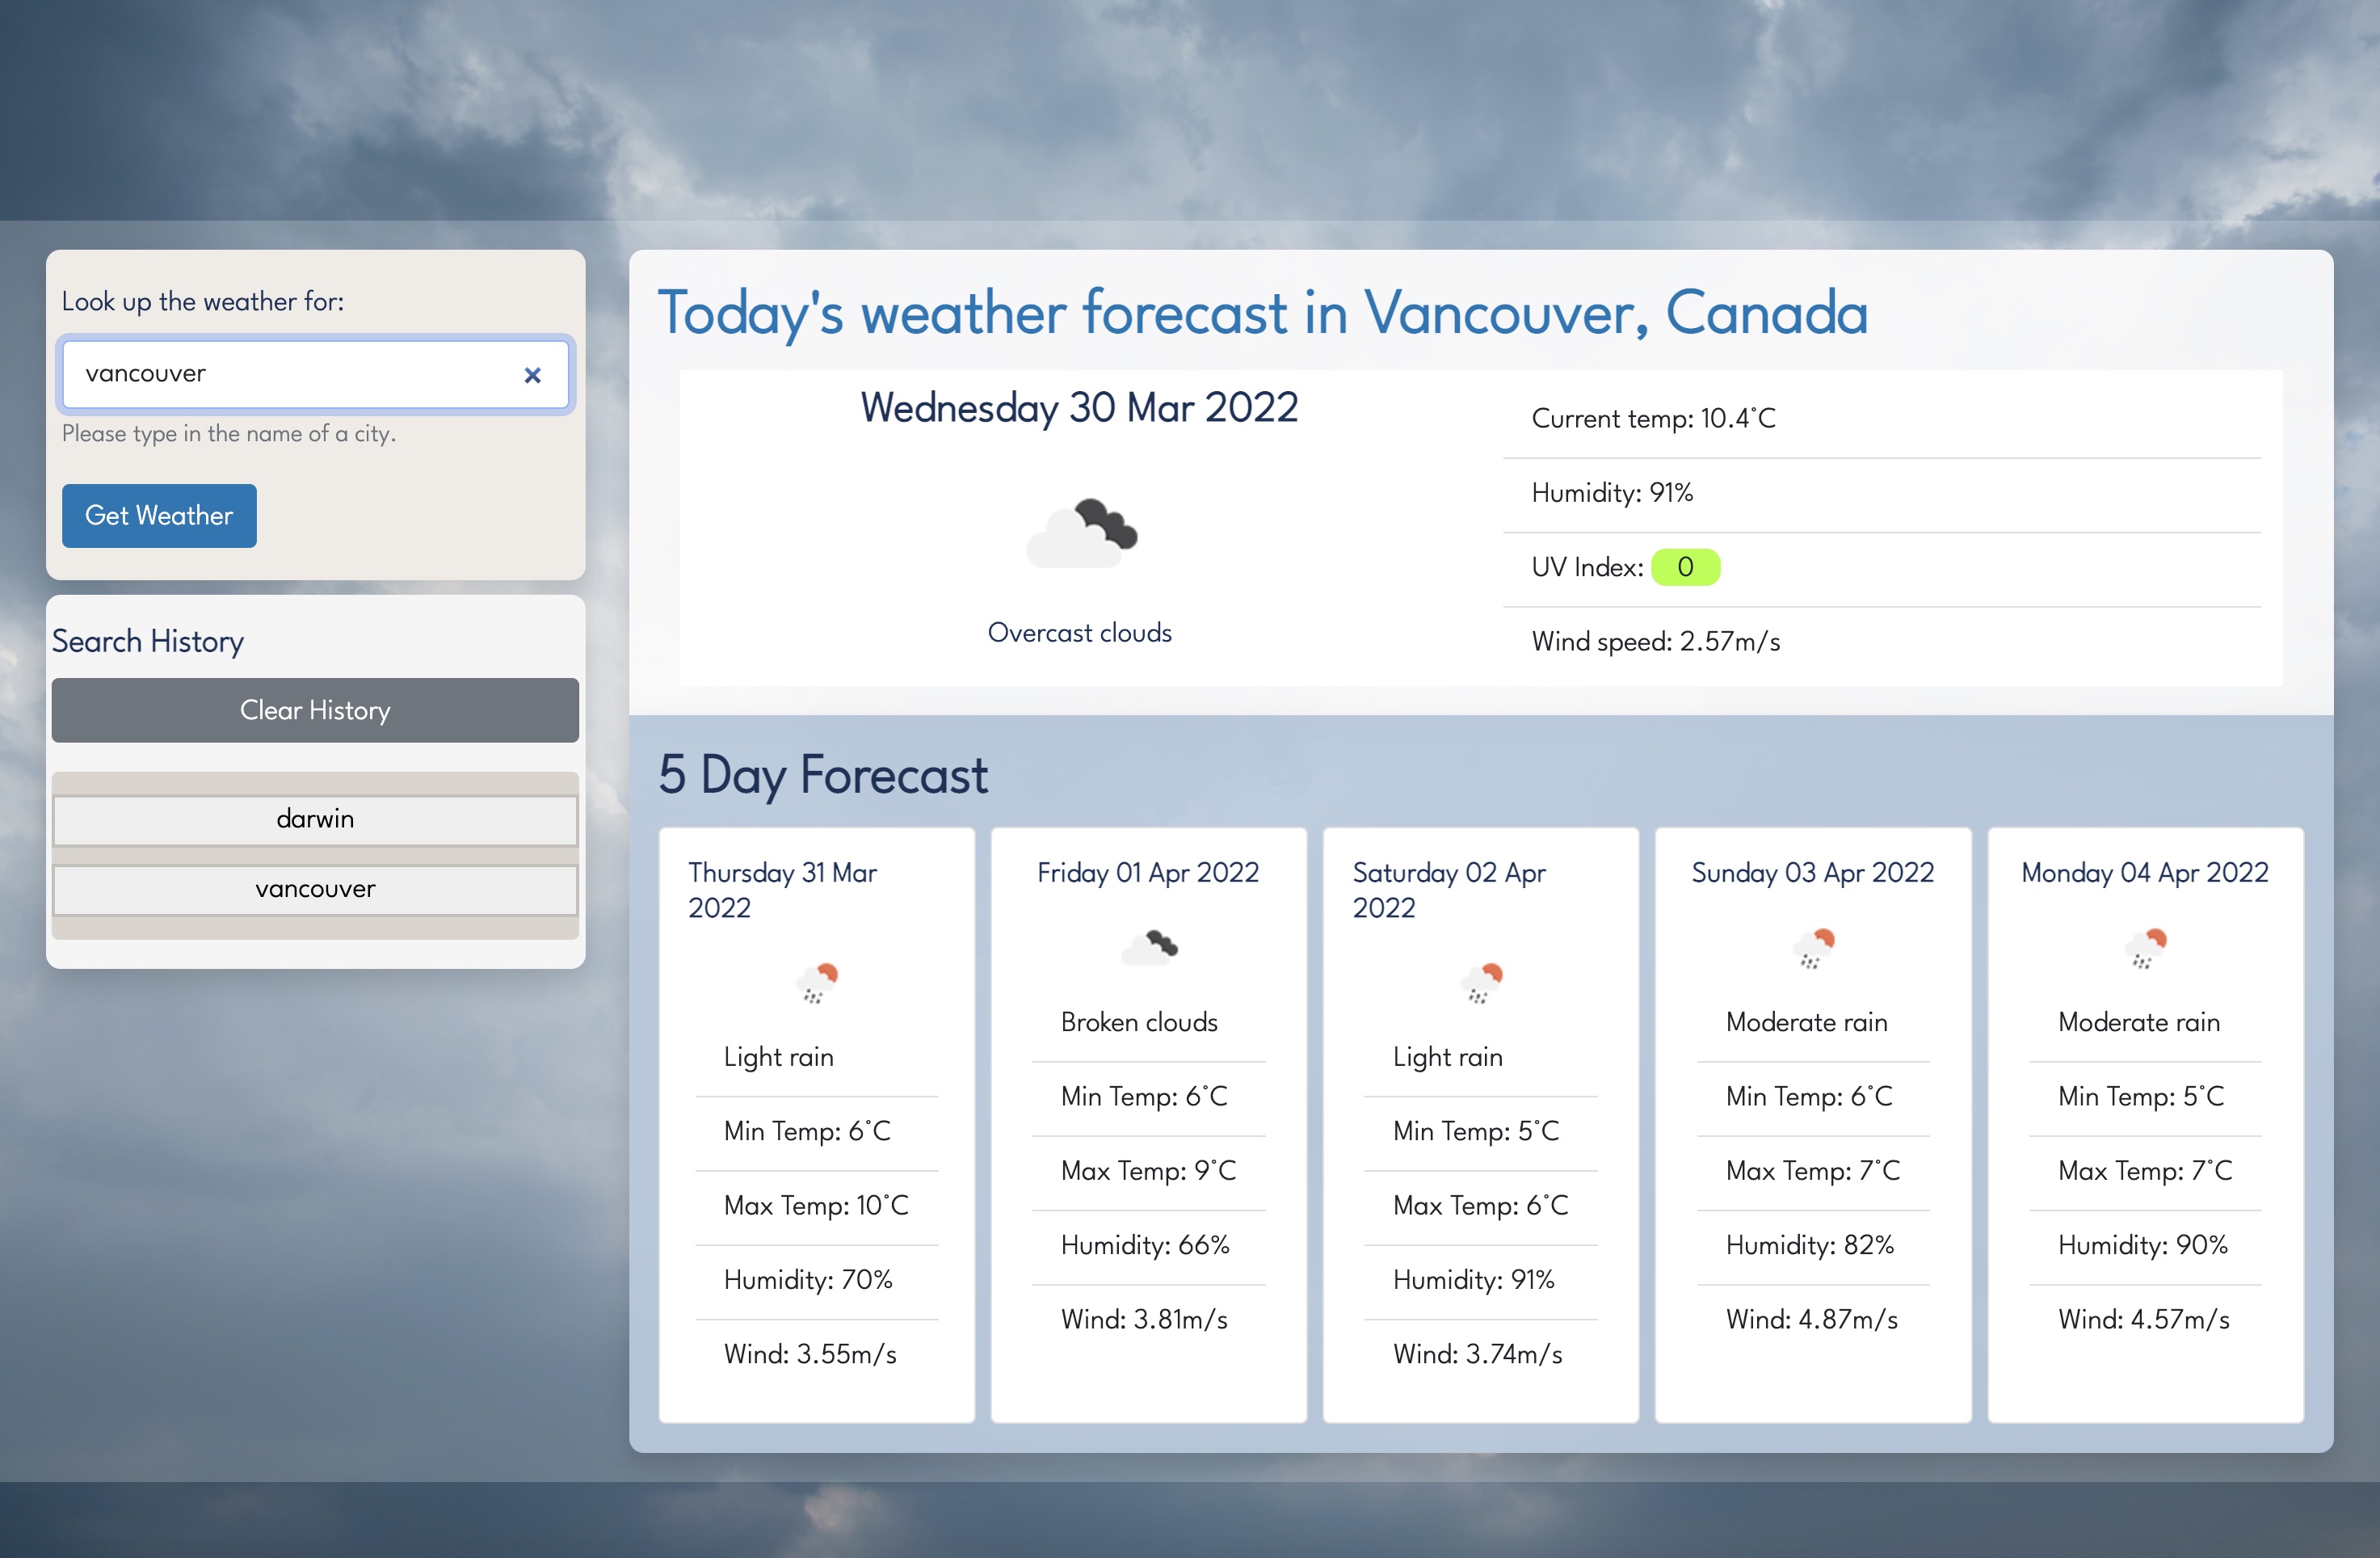 Look up the weather for:
vancouver
Please type in the name of a city.
Get Weather
Search History
Clear History
darwin
vancouver
Today's weather forecast in Vancouver, Canada
Wednesday 30 Mar 2022
Overcast clouds
Current temp: 10.4°C
Humidity: 91%
UV Index: 0
Wind speed: 2.57m/s
5 Day Forecast
Thursday 31 Mar
2022
Light rain
Min Temp: 6°C
Max Temp: 10°C
Humidity: 70%
Wind: 3.55m/s
Friday 01 Apr 2022
Broken clouds
Min Temp: 6°C
Max Temp: 9°C
Humidity: 66%
Wind: 3.81m/s
Saturday 02 Apr
2022
Light rain
Min Temp: 5°C
Max Temp: 6°C
Humidity: 91%
Wind: 3.74m/s
Sunday 03 Apr 2022
Moderate rain
Min Temp: 6°C
Max Temp: 7°C
Humidity: 82%
Wind: 4.87m/s
Monday 04 Apr 2022
Moderate rain
Min Temp: 5°C
Max Temp: 7°C
Humidity: 90%
Wind: 4.57m/s